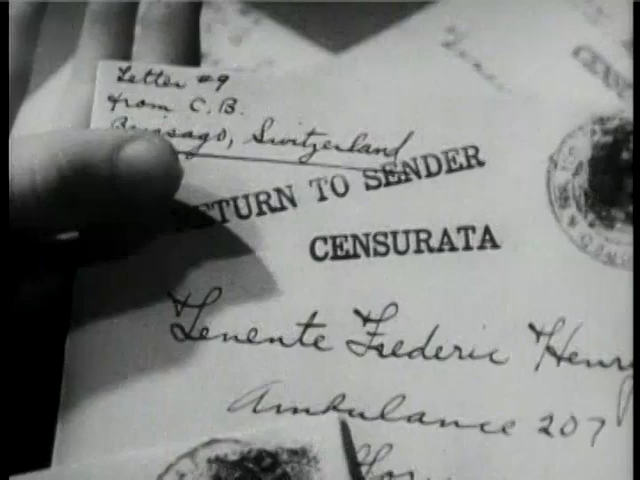 Letter #9
from C.B.
Brissago, Switzerland
RETURN TO SENDER
CENSURATA
Tenente Frederic Henry
Ambulance 207